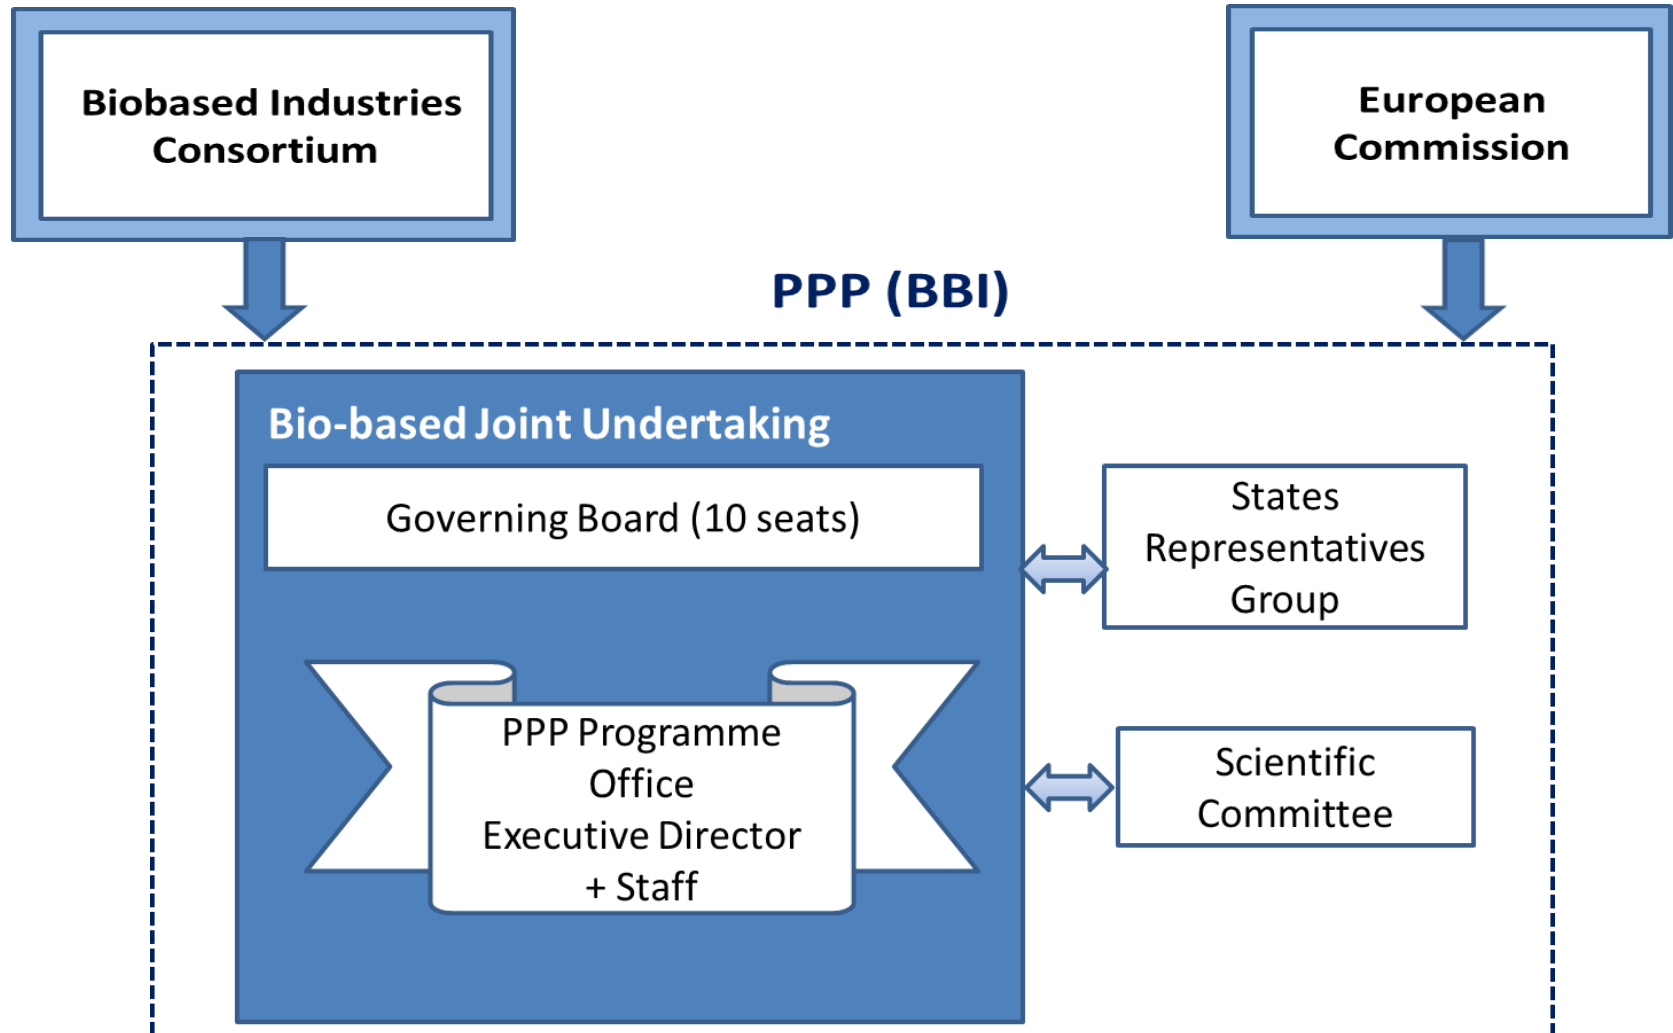 Biobased Industries
Consortium
European
Commission
PPP (BBI)
Bio-based Joint Undertaking
Governing Board (10 seats)
States
Representatives
Group
PPP Programme
Office
Executive Director
+ Staff
Scientific
Committee